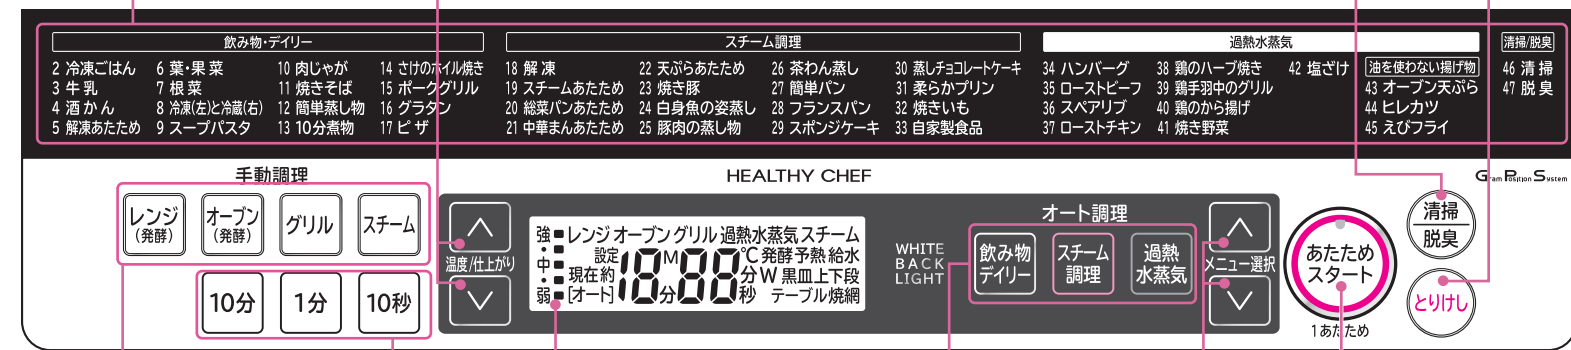 飲み物・デイリー
スチーム調理
過熱水蒸気
清掃/脱臭
2 冷凍ごはん 6 葉・果菜 10 肉じゃが 14 さけのホイル焼き 18 解凍 22 天ぷらあたため 26 茶わん蒸し 30 蒸しチョコレートケーキ 34 ハンバーグ 38 鶏のハーブ焼き 42 塩ざけ 油を使わない揚げ物 46 清掃
3 牛乳 7 根菜 11 焼きそば 15 ポークグリル 19 スチームあたため 23 焼き豚 27 簡単パン 31 柔らかプリン 35 ローストビーフ 39 鶏手羽中のグリル 43 オーブン天ぷら 47 脱臭
4 酒かん 8 冷凍(左)と冷蔵(右) 12 簡単蒸し物 16 グラタン 20 総菜パンあたため 24 白身魚の姿蒸し 28 フランスパン 32 焼きいも 36 スペアリブ 40 鶏のから揚げ 44 ヒレカツ
5 解凍あたため 9 スープパスタ 13 10分煮物 17 ピザ 21 中華まんあたため 25 豚肉の蒸し物 29 スポンジケーキ 33 自家製食品 37 ローストチキン 41 焼き野菜 45 えびフライ
手動調理
HEALTHY CHEF
Gram Position System
レンジ
(発酵)
オーブン
(発酵)
グリル
スチーム
10分
1分
10秒
温度/仕上がり
強 レンジ オーブン グリル 過熱水蒸気 スチーム
・ 設定 18 M 88 ℃ 発酵 予熱 給水
中 現在 約 分 W 黒皿 上下段
・
弱 [オート] 分 秒 テーブル 焼網
WHITE
BACK
LIGHT
オート調理
飲み物
デイリー
スチーム
調理
過熱
水蒸気
メニュー選択
あたため
スタート
1あたため
清掃
脱臭
とりけし